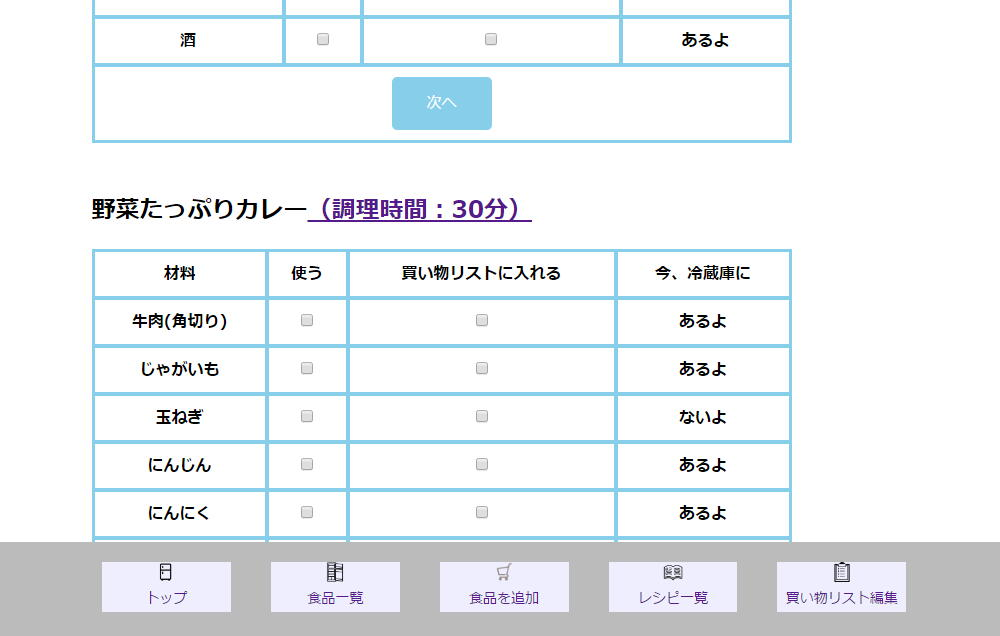 酒 あるよ
次へ
野菜たっぷりカレー（調理時間：30分）
材料 使う 買い物リストに入れる 今、冷蔵庫に
牛肉(角切り) あるよ
じゃがいも あるよ
玉ねぎ ないよ
にんじん あるよ
にんにく あるよ
トップ 食品一覧 食品を追加 レシピ一覧 買い物リスト編集